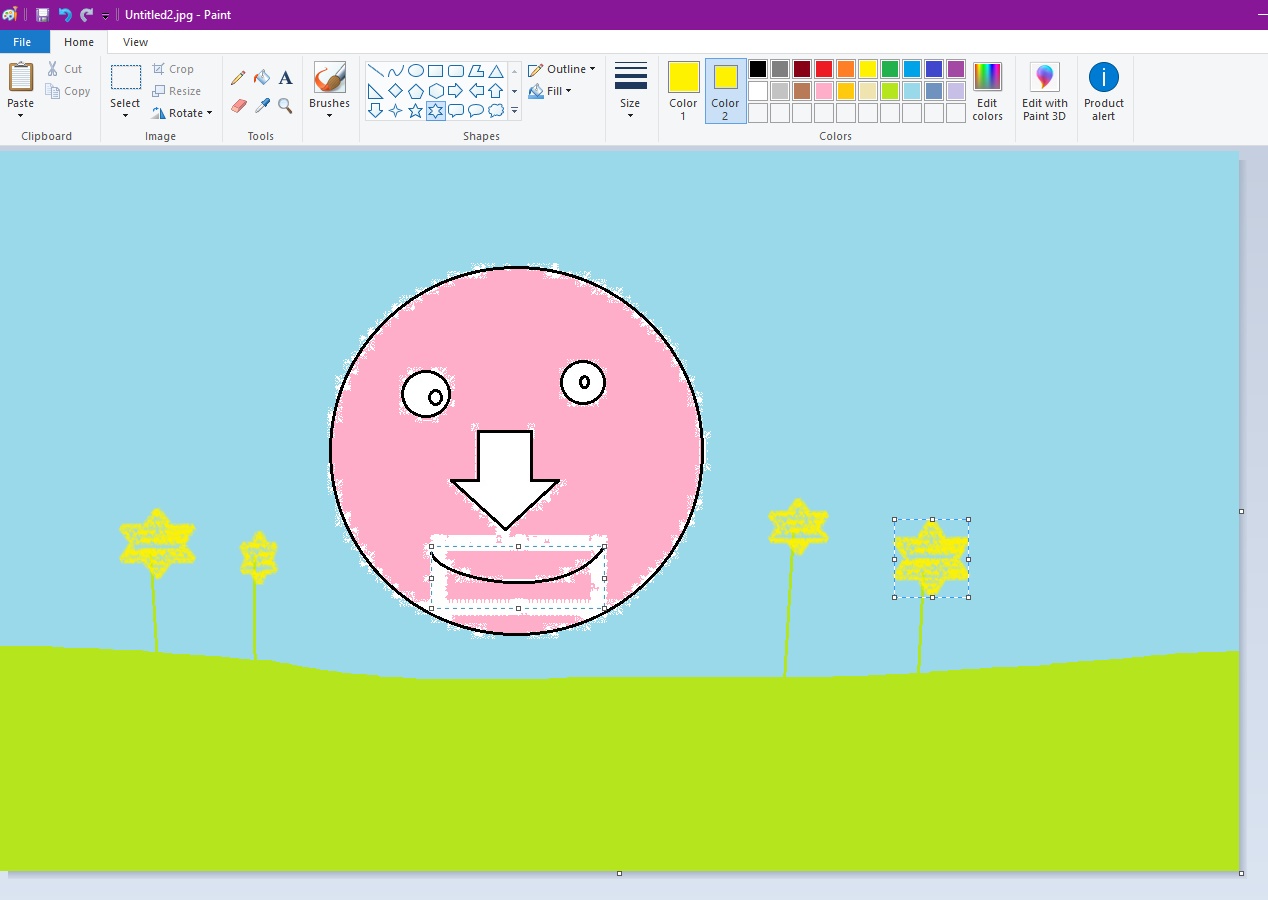 Untitled2.jpg - Paint
File Home View
Paste
Cut
Copy
Clipboard
Select
Crop
Resize
Rotate
Image
A
Tools
Brushes
Shapes
Outline
Fill
Size
Color 1
Color 2
Colors
Edit colors
Edit with Paint 3D
Product alert